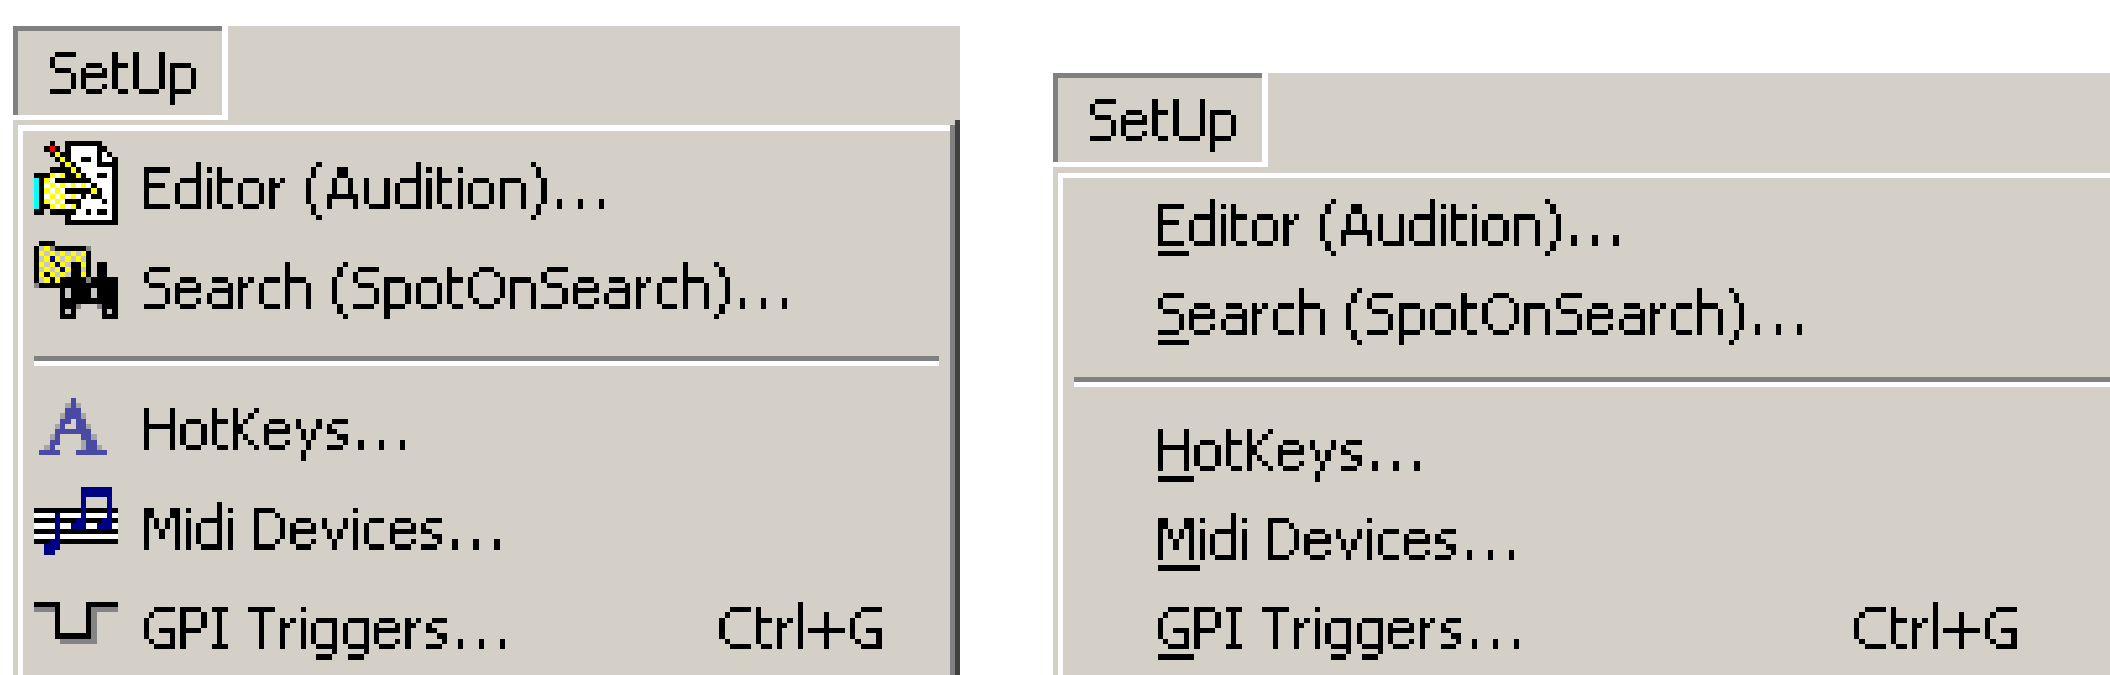 SetUp
Editor (Audition)...
Search (SpotOnSearch)...
HotKeys...
Midi Devices...
GPI Triggers... Ctrl+G
SetUp
Editor (Audition)...
Search (SpotOnSearch)...
HotKeys...
Midi Devices...
GPI Triggers... Ctrl+G